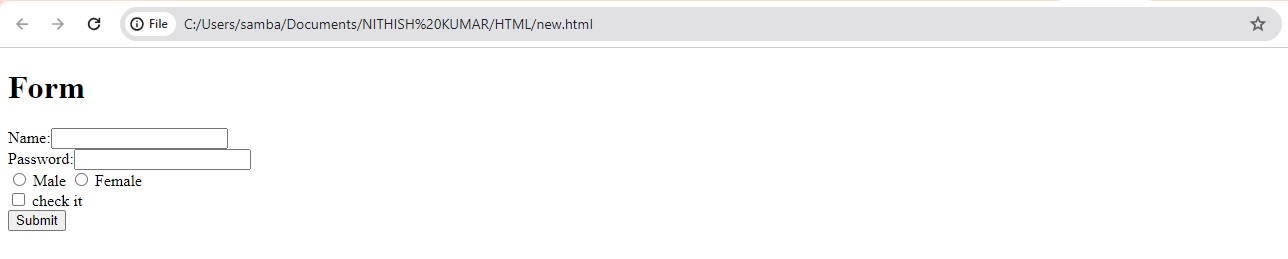 File C:/Users/samba/Documents/NITHISH%20KUMAR/HTML/new.html
Form
Name:
Password:
Male Female
check it
Submit